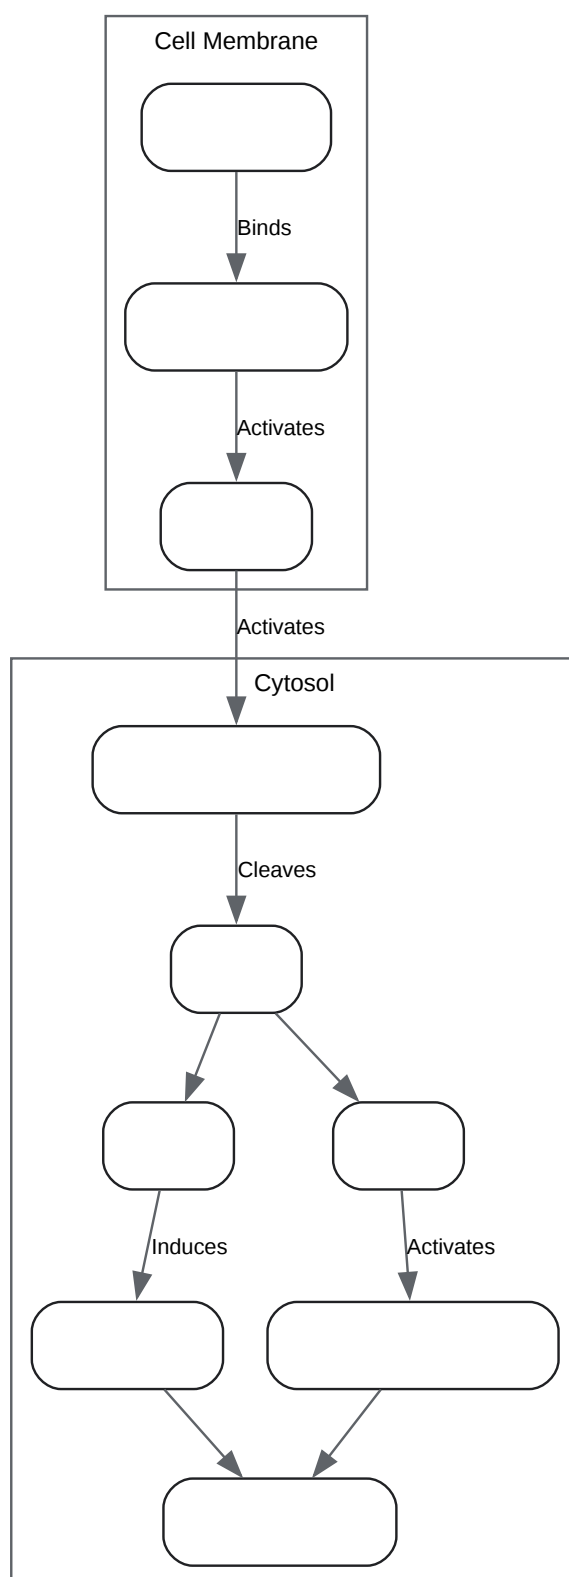 Cell Membrane
Binds
Activates
Activates
Cytosol
Cleaves
Induces
Activates